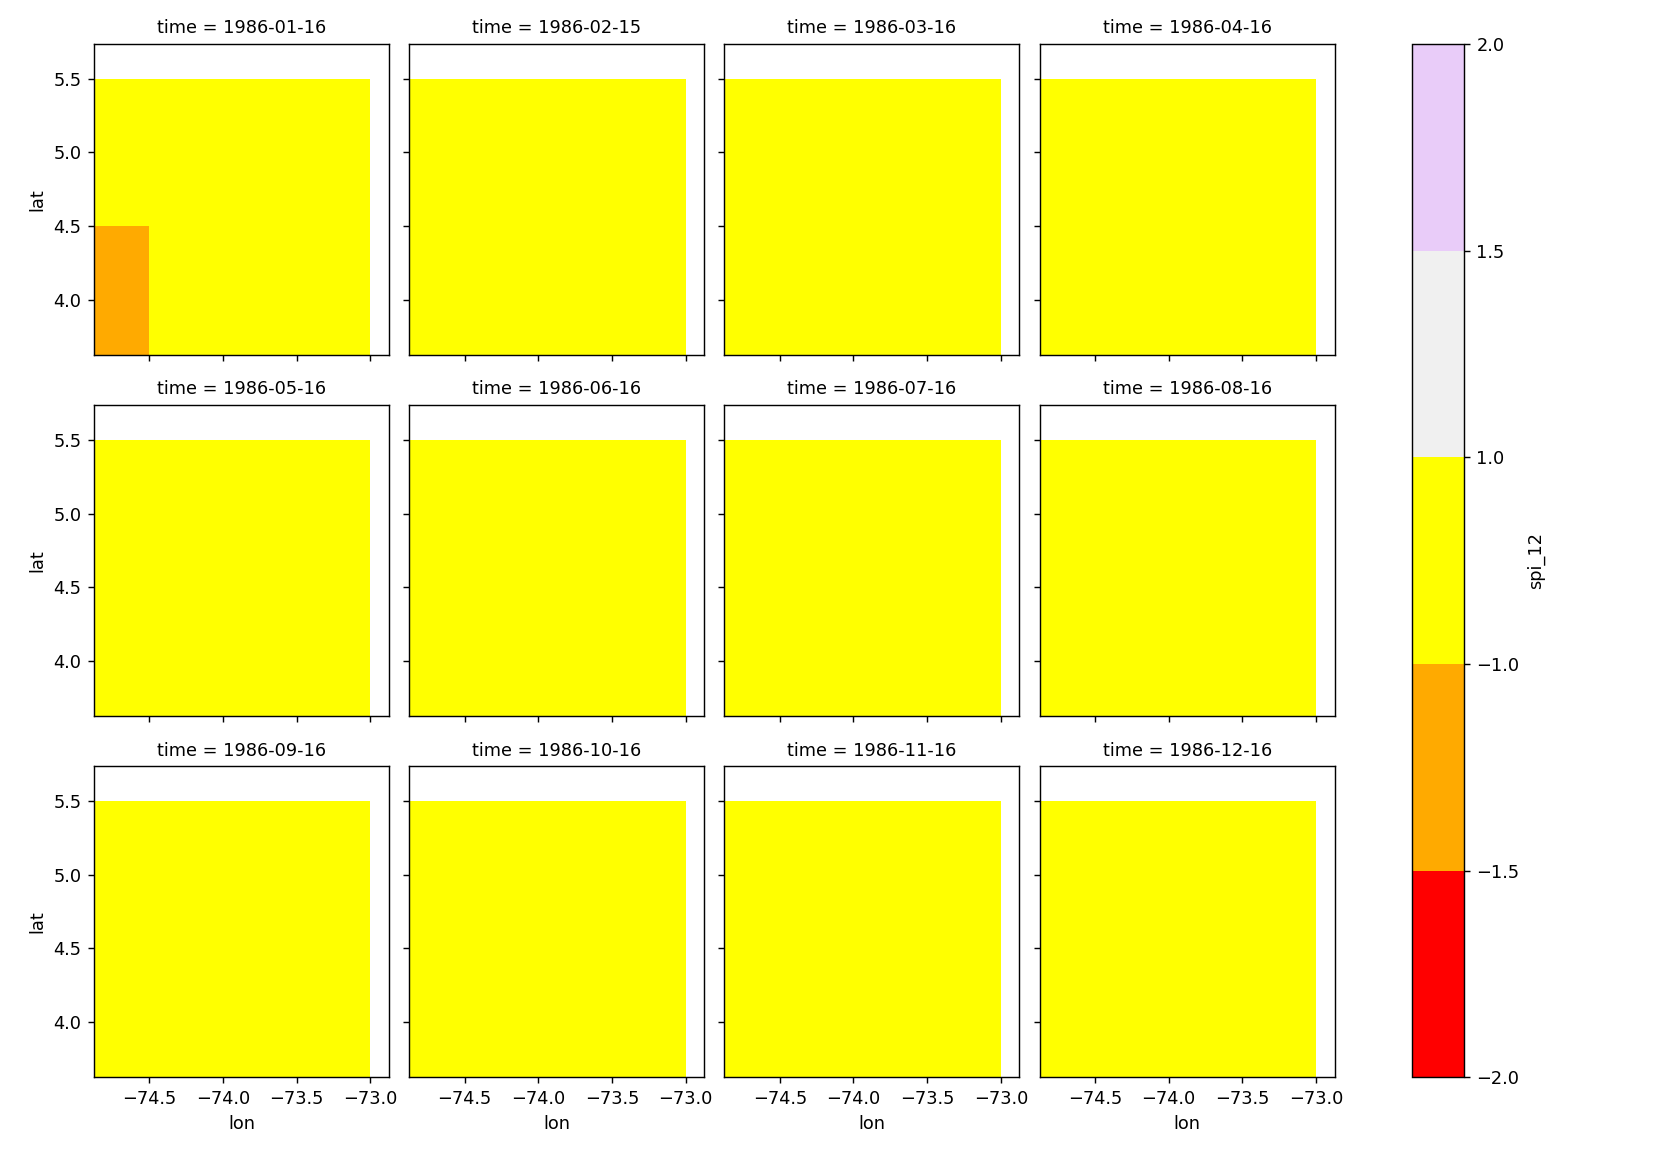 time = 1986-01-16
time = 1986-02-15
time = 1986-03-16
time = 1986-04-16
5.5
5.0
4.5
4.0
lat
time = 1986-05-16
time = 1986-06-16
time = 1986-07-16
time = 1986-08-16
5.5
5.0
4.5
4.0
lat
time = 1986-09-16
time = 1986-10-16
time = 1986-11-16
time = 1986-12-16
5.5
5.0
4.5
4.0
lat
−74.5 −74.0 −73.5 −73.0
lon
−74.5 −74.0 −73.5 −73.0
lon
−74.5 −74.0 −73.5 −73.0
lon
−74.5 −74.0 −73.5 −73.0
lon
2.0
1.5
1.0
−1.0
−1.5
−2.0
spi_12